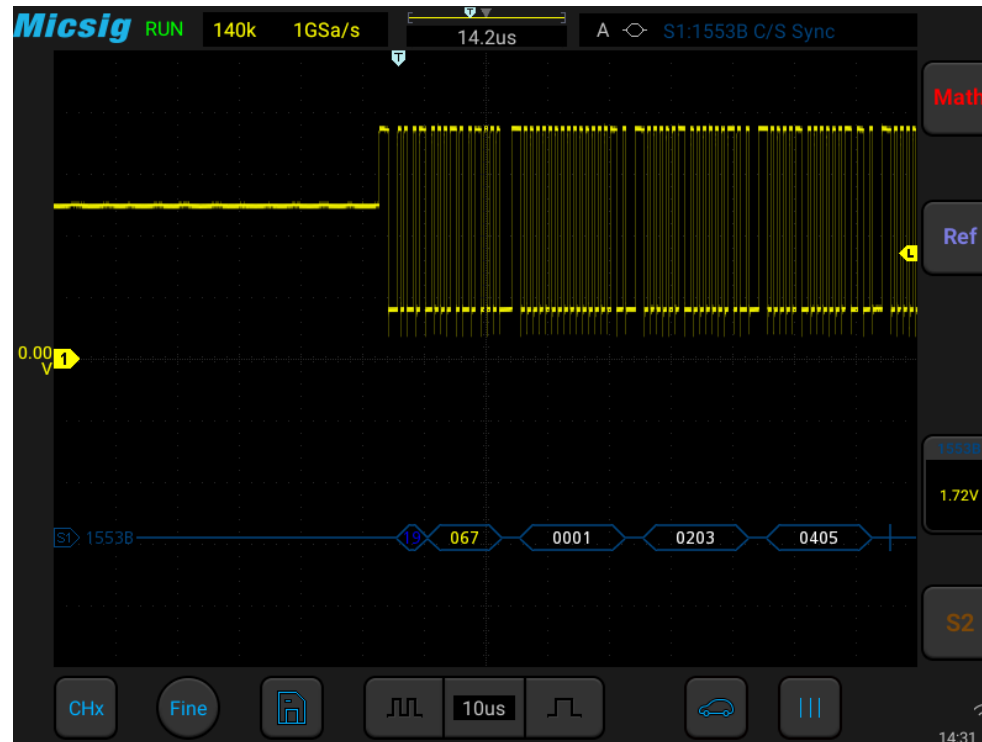 Micsig RUN 140k 1GSa/s T 14.2us A S1:1553B C/S Sync
T
Math
Ref
L
0.00 V 1
1553B
1.72V
S1 1553B 19 067 0001 0203 0405
S2
CHx Fine 10us
14:31